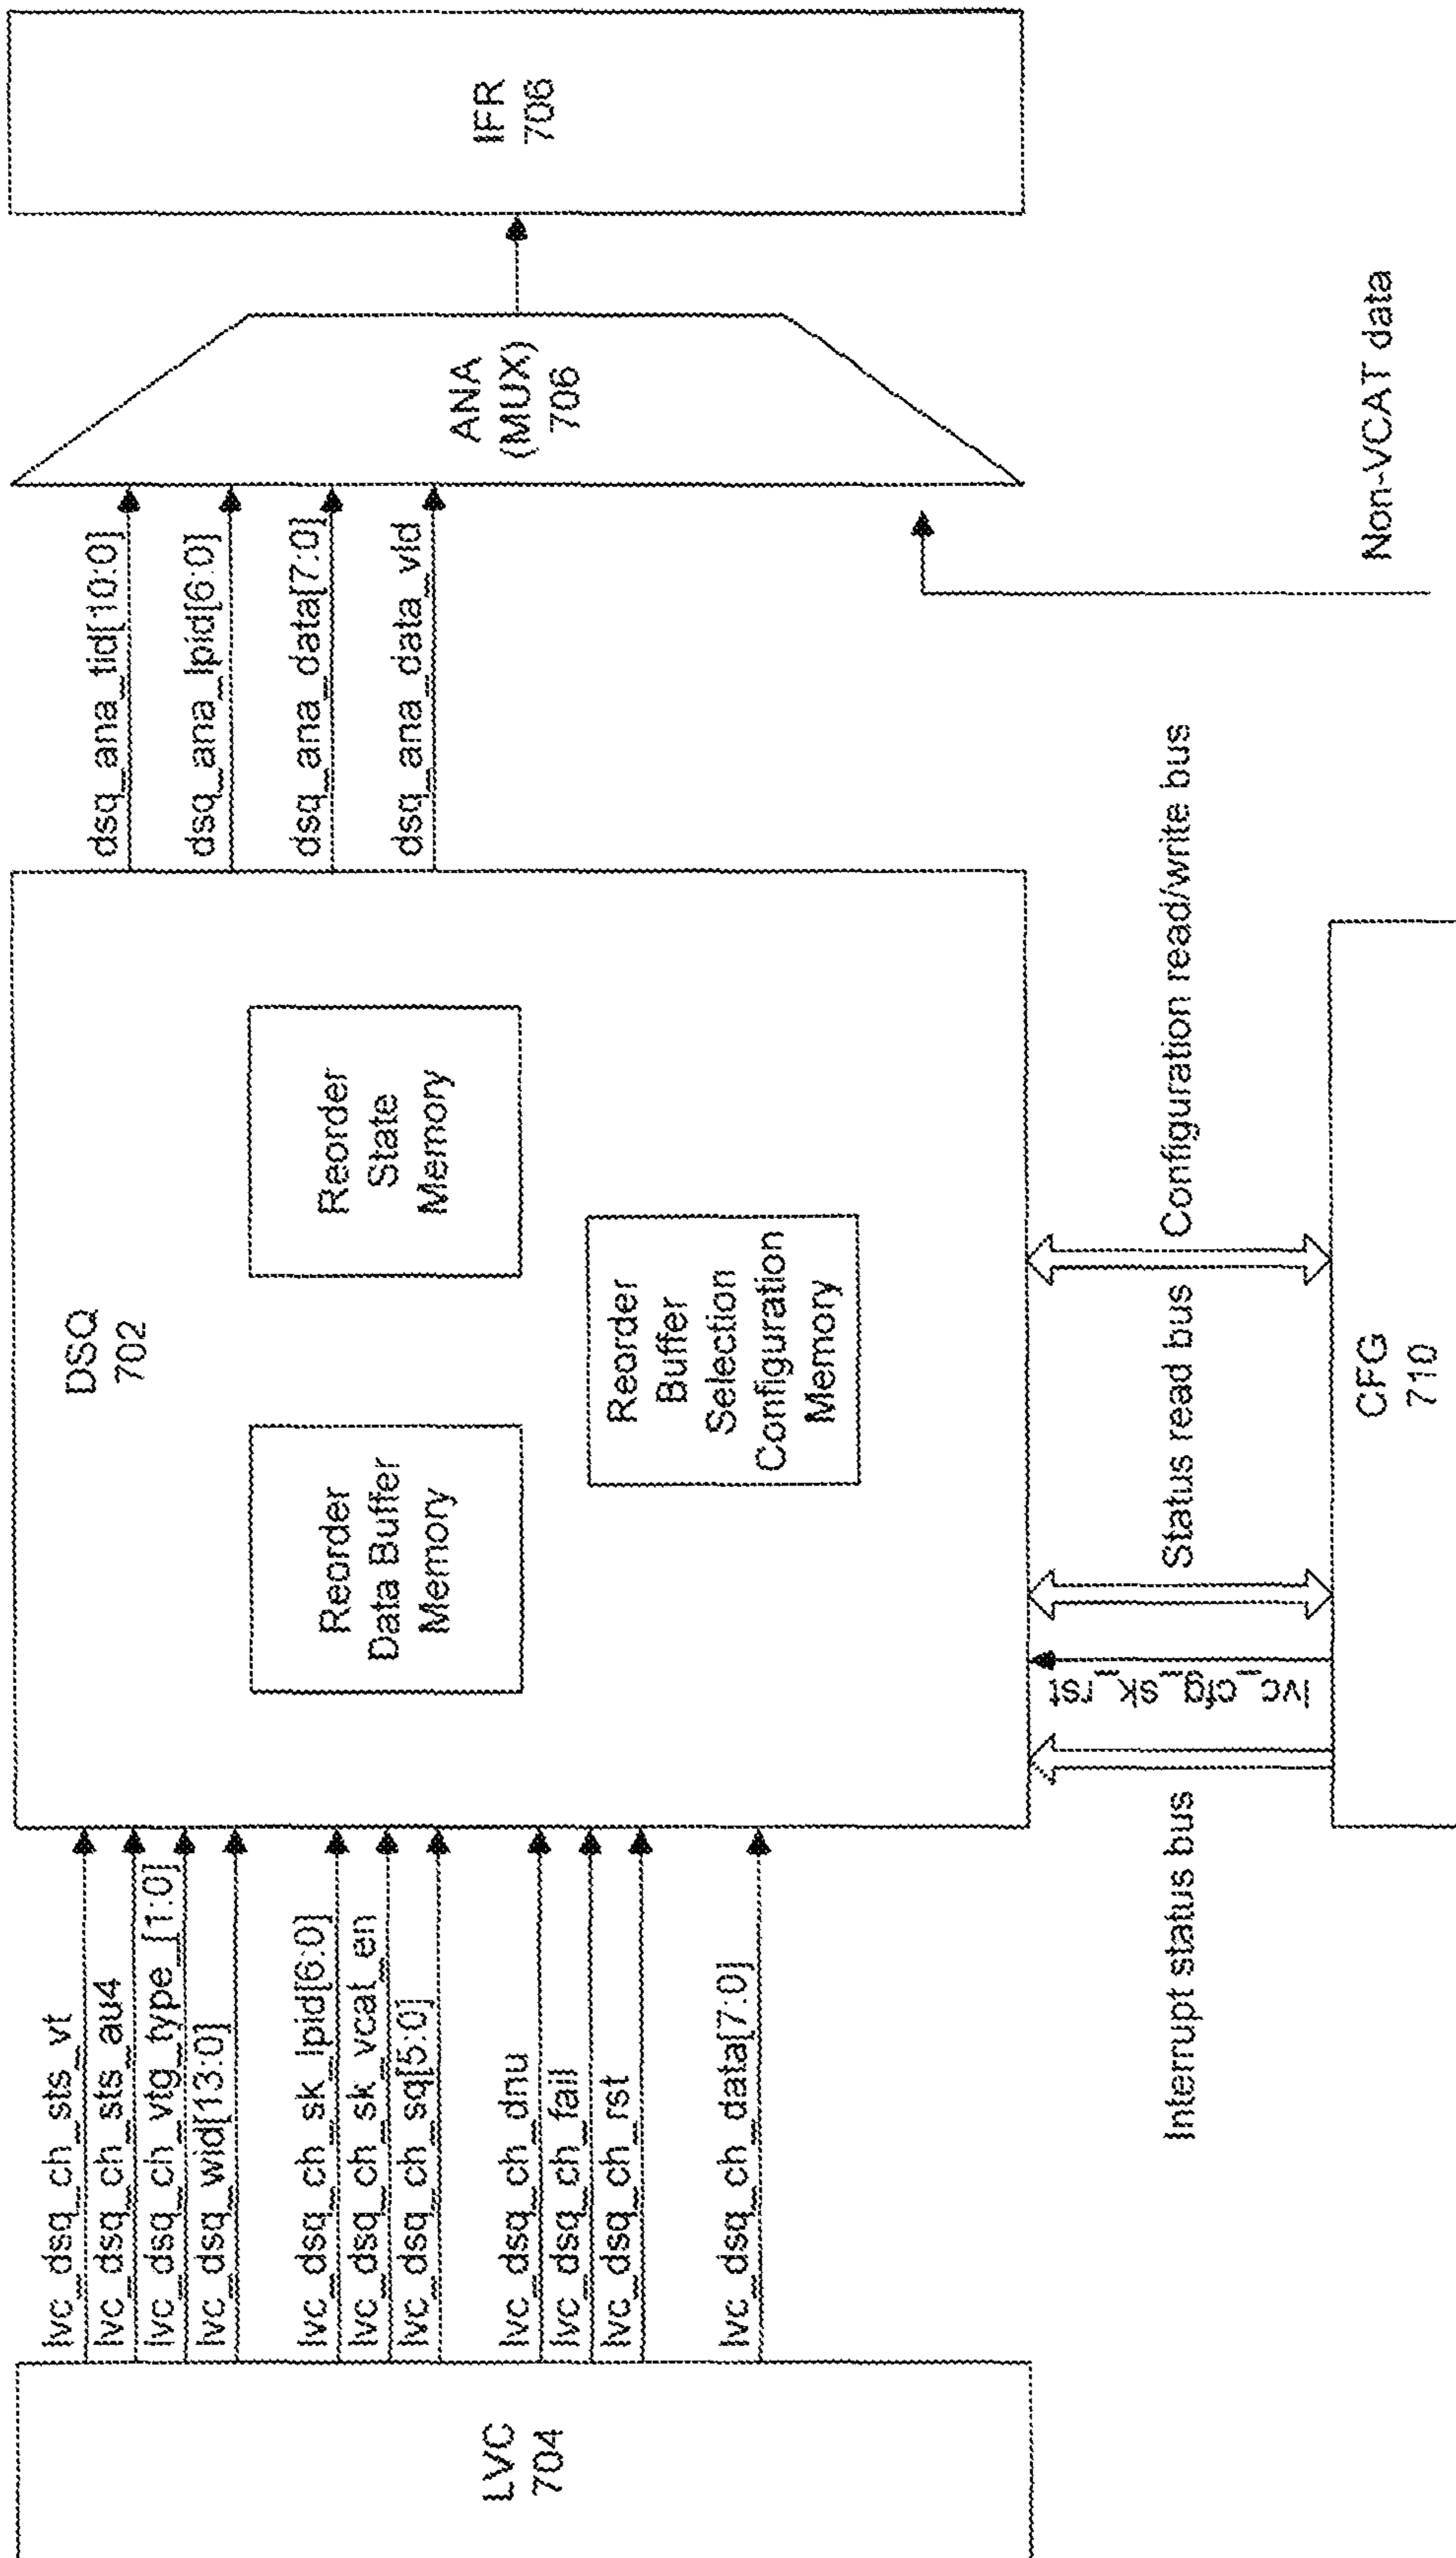 LVC
704
lvc_dsq_ch_sts_vt
lvc_dsq_ch_sts_au4
lvc_dsq_ch_vtg_type_[1:0]
lvc_dsq_wid[13:0]
lvc_dsq_ch_sk_lpid[6:0]
lvc_dsq_ch_sk_vcat_en
lvc_dsq_ch_sq[5:0]
lvc_dsq_ch_dnu
lvc_dsq_ch_fail
lvc_dsq_ch_rst
lvc_dsq_ch_data[7:0]
DSQ
702
Reorder
Data Buffer
Memory
Reorder
State
Memory
Reorder
Buffer
Selection
Configuration
Memory
dsq_ana_tid[10:0]
dsq_ana_lpid[6:0]
dsq_ana_data[7:0]
dsq_ana_data_vld
ANA
(MUX)
706
IFR
706
Interrupt status bus
lvc_cfg_sk_rst
Status read bus
Configuration read/write bus
Non-VCAT data
CFG
710